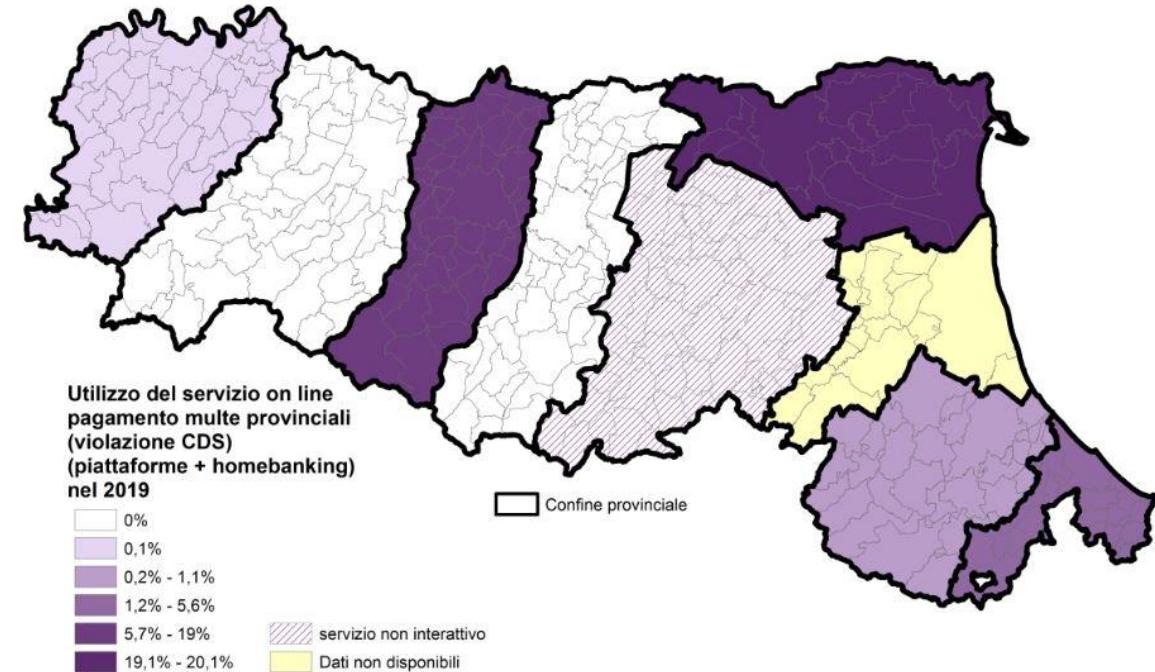 Utilizzo del servizio on line
pagamento multe provinciali
(violazione CDS)
(piattaforme + homebanking)
nel 2019
0%
0,1%
0,2% - 1,1%
1,2% - 5,6%
5,7% - 19%
19,1% - 20,1%
servizio non interattivo
Dati non disponibili
Confine provinciale